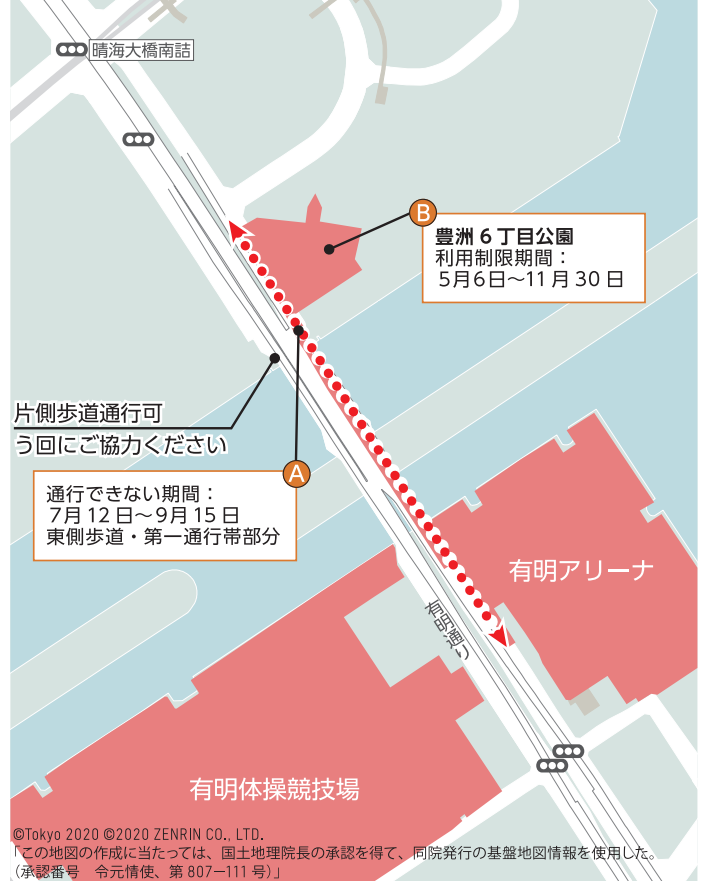 晴海大橋南詰
B
豊洲6丁目公園
利用制限期間：
5月6日～11月30日
片側歩道通行可
う回にご協力ください
A
通行できない期間：
7月12日～9月15日
東側歩道・第一通行帯部分
有明アリーナ
有明通り
有明体操競技場
©Tokyo 2020 ©2020 ZENRIN CO., LTD.
「この地図の作成に当たっては、国土地理院長の承認を得て、同院発行の基盤地図情報を使用した。
（承認番号　令元情使、第 807ー111 号）」